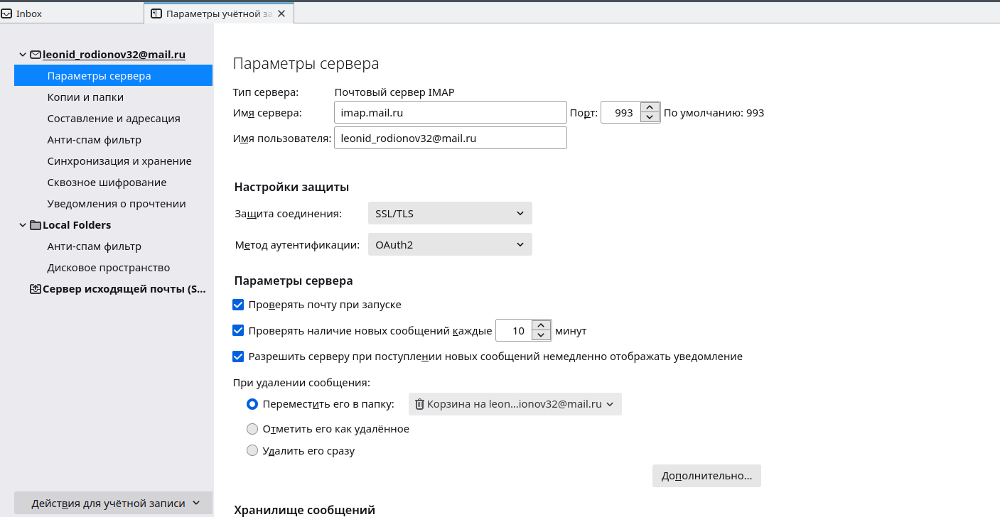 Inbox
Параметры учётной за
leonid_rodionov32@mail.ru
Параметры сервера
Копии и папки
Составление и адресация
Анти-спам фильтр
Синхронизация и хранение
Сквозное шифрование
Уведомления о прочтении
Local Folders
Анти-спам фильтр
Дисковое пространство
Сервер исходящей почты (S...
Действия для учётной записи
Параметры сервера
Тип сервера: Почтовый сервер IMAP
Имя сервера: imap.mail.ru Порт: 993 По умолчанию: 993
Имя пользователя: leonid_rodionov32@mail.ru
Настройки защиты
Защита соединения: SSL/TLS
Метод аутентификации: OAuth2
Параметры сервера
Проверять почту при запуске
Проверять наличие новых сообщений каждые 10 минут
Разрешить серверу при поступлении новых сообщений немедленно отображать уведомление
При удалении сообщения:
Переместить его в папку: Корзина на leon...ionov32@mail.ru
Отметить его как удалённое
Удалить его сразу
Дополнительно...
Хранилище сообщений